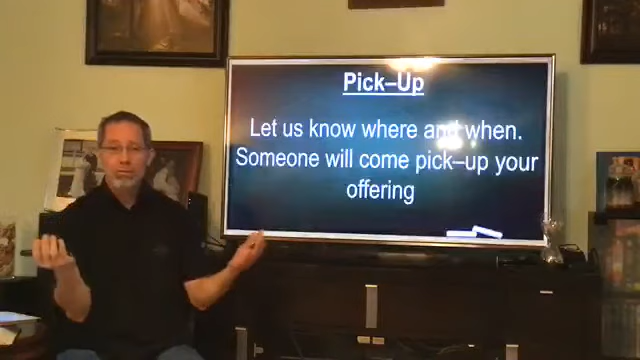 Pick–Up
Let us know where and when.
Someone will come pick–up your
offering